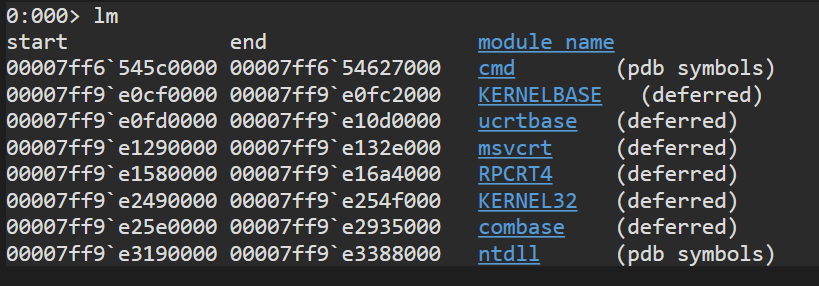 0:000> lm
start end module name
00007ff6`545c0000 00007ff6`54627000 cmd (pdb symbols)
00007ff9`e0cf0000 00007ff9`e0fc2000 KERNELBASE (deferred)
00007ff9`e0fd0000 00007ff9`e10d0000 ucrtbase (deferred)
00007ff9`e1290000 00007ff9`e132e000 msvcrt (deferred)
00007ff9`e1580000 00007ff9`e16a4000 RPCRT4 (deferred)
00007ff9`e2490000 00007ff9`e254f000 KERNEL32 (deferred)
00007ff9`e25e0000 00007ff9`e2935000 combase (deferred)
00007ff9`e3190000 00007ff9`e3388000 ntdll (pdb symbols)